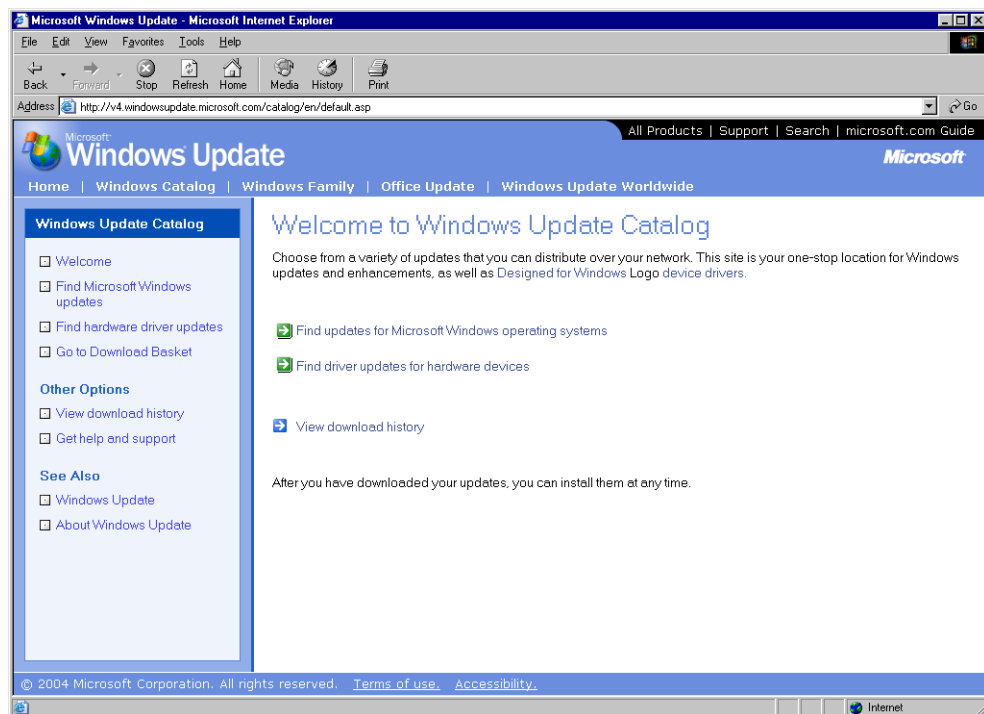 Microsoft Windows Update - Microsoft Internet Explorer
File Edit View Favorites Tools Help
Back Forward Stop Refresh Home Media History Print
Address http://v4.windowsupdate.microsoft.com/catalog/en/default.asp Go
All Products | Support | Search | microsoft.com Guide
Microsoft
Windows Update
Microsoft
Home | Windows Catalog | Windows Family | Office Update | Windows Update Worldwide
Windows Update Catalog
Welcome
Find Microsoft Windows
updates
Find hardware driver updates
Go to Download Basket
Other Options
View download history
Get help and support
See Also
Windows Update
About Windows Update
Welcome to Windows Update Catalog
Choose from a variety of updates that you can distribute over your network. This site is your one-stop location for Windows
updates and enhancements, as well as Designed for Windows Logo device drivers.
Find updates for Microsoft Windows operating systems
Find driver updates for hardware devices
View download history
After you have downloaded your updates, you can install them at any time.
© 2004 Microsoft Corporation. All rights reserved. Terms of use. Accessibility.
Internet